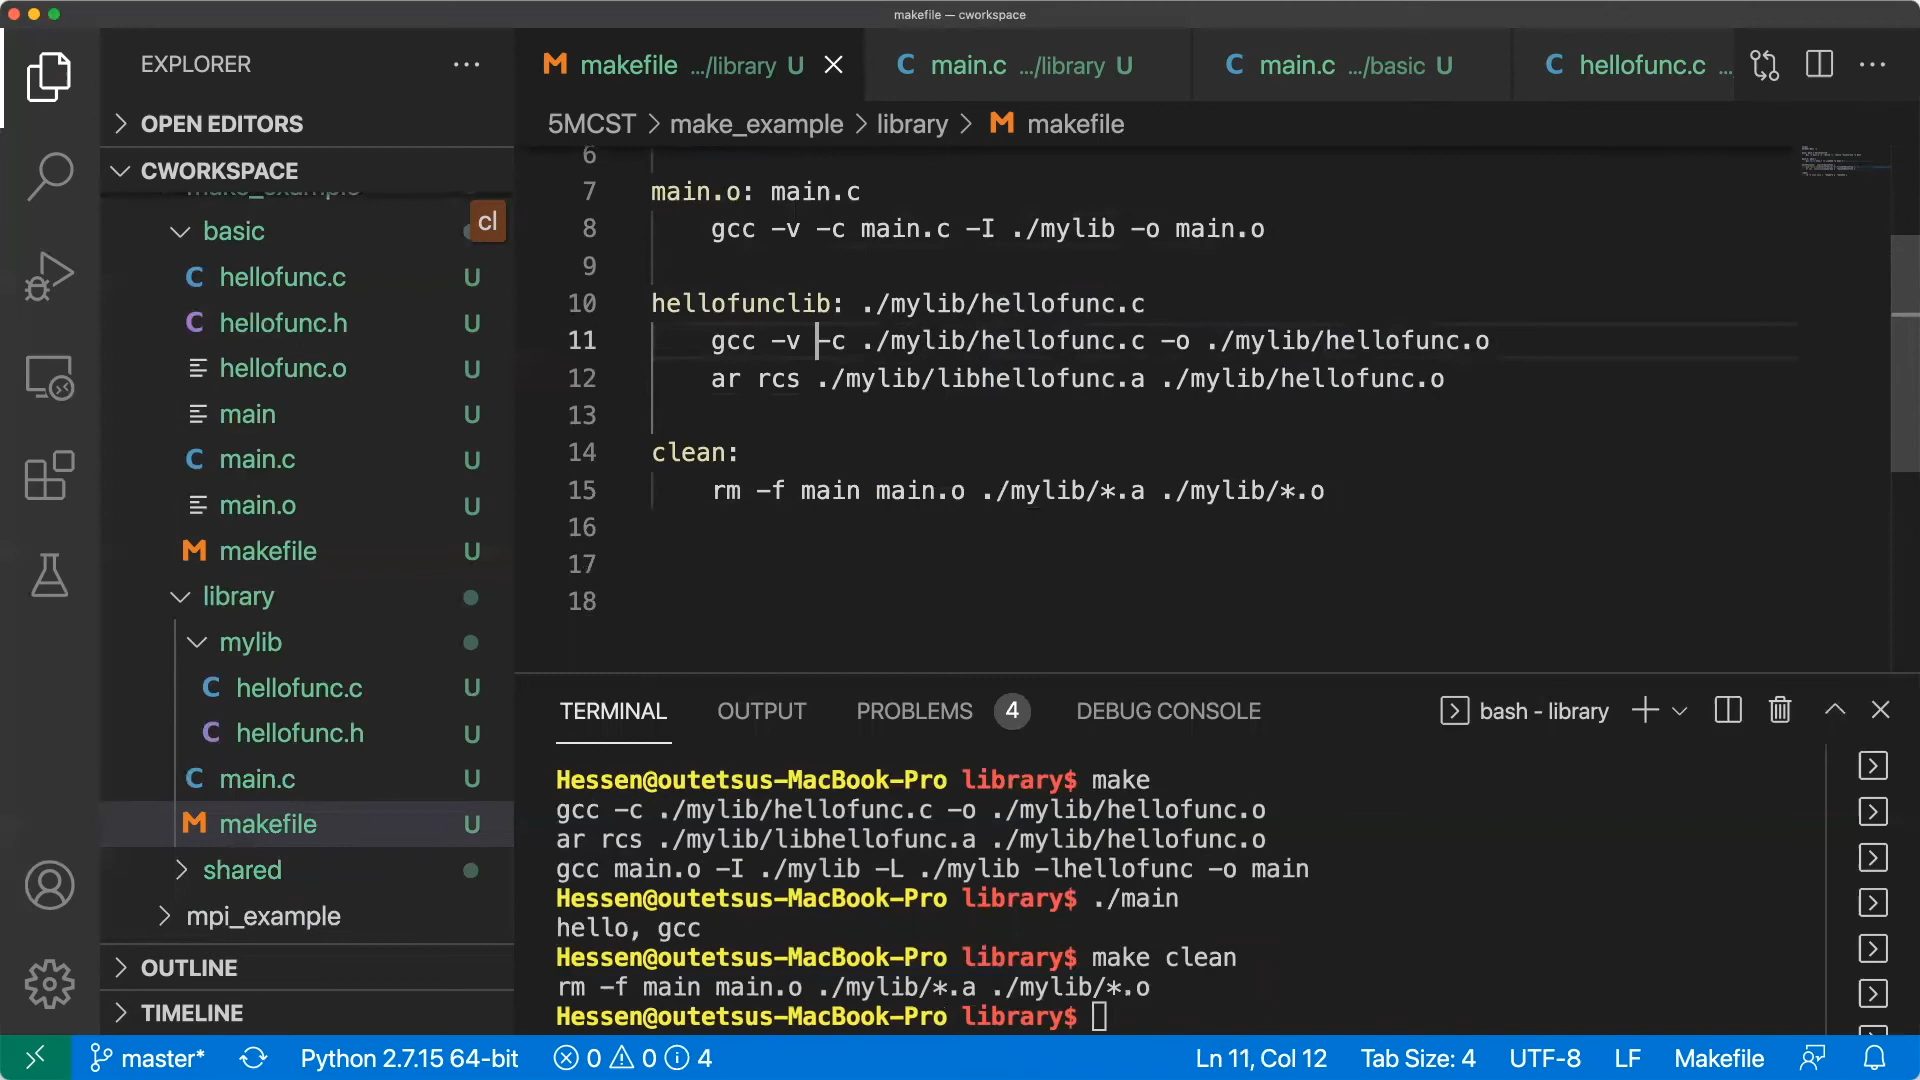 makefile — cworkspace
EXPLORER
makefile .../library U
main.c .../library U
main.c .../basic U
hellofunc.c ...
OPEN EDITORS
5MCST > make_example > library > makefile
CWORKSPACE
make_example
basic
cl
hellofunc.c U
hellofunc.h U
hellofunc.o U
main U
main.c U
main.o U
makefile U
library
mylib
hellofunc.c U
hellofunc.h U
main.c U
makefile U
shared
mpi_example
OUTLINE
TIMELINE
6
7 main.o: main.c
8 gcc -v -c main.c -I ./mylib -o main.o
9
10 hellofunclib: ./mylib/hellofunc.c
11 gcc -v -c ./mylib/hellofunc.c -o ./mylib/hellofunc.o
12 ar rcs ./mylib/libhellofunc.a ./mylib/hellofunc.o
13
14 clean:
15 rm -f main main.o ./mylib/*.a ./mylib/*.o
16
17
18
TERMINAL OUTPUT PROBLEMS 4 DEBUG CONSOLE
bash - library
Hessen@outetsus-MacBook-Pro library$ make
gcc -c ./mylib/hellofunc.c -o ./mylib/hellofunc.o
ar rcs ./mylib/libhellofunc.a ./mylib/hellofunc.o
gcc main.o -I ./mylib -L ./mylib -lhellofunc -o main
Hessen@outetsus-MacBook-Pro library$ ./main
hello, gcc
Hessen@outetsus-MacBook-Pro library$ make clean
rm -f main main.o ./mylib/*.a ./mylib/*.o
Hessen@outetsus-MacBook-Pro library$
master* Python 2.7.15 64-bit 0 0 4 Ln 11, Col 12 Tab Size: 4 UTF-8 LF Makefile